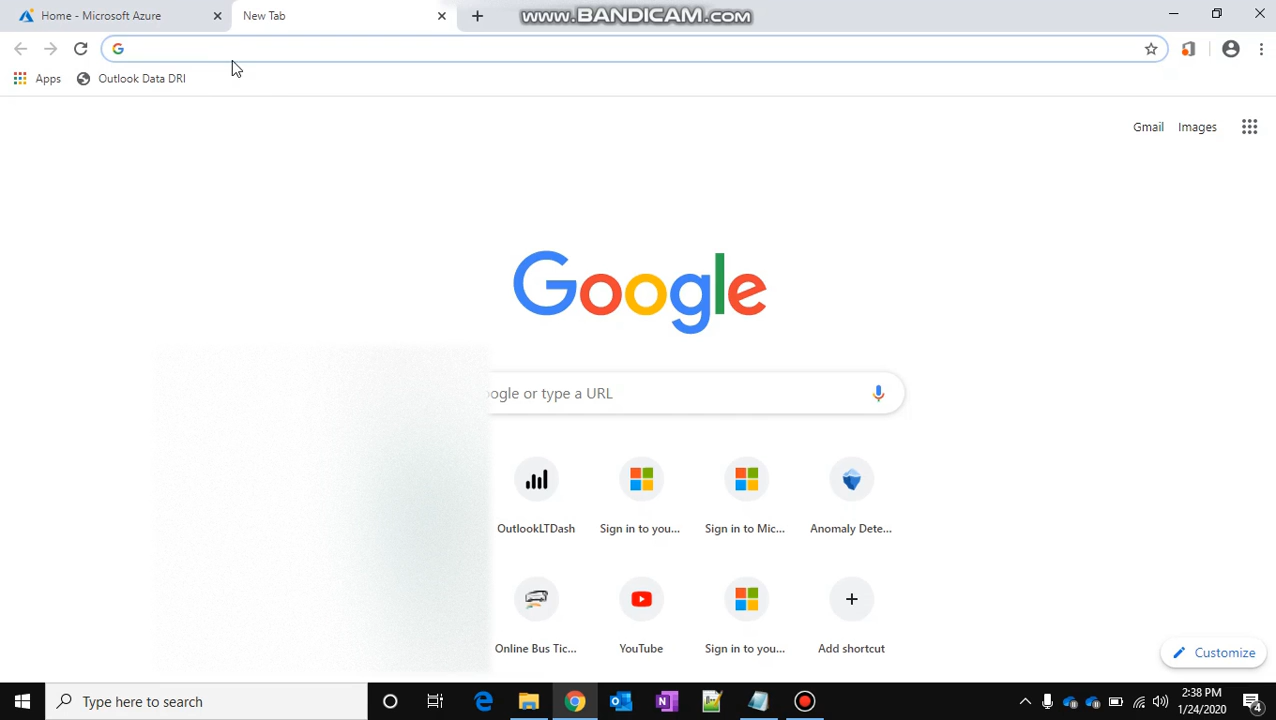 Home - Microsoft Azure
New Tab
WWW.BANDICAM.COM
Apps
Outlook Data DRI
Gmail
Images
Google
ogle or type a URL
OutlookLTDash
Sign in to you...
Sign in to Mic...
Anomaly Dete...
Online Bus Tic...
YouTube
Sign in to you...
Add shortcut
Customize
Type here to search
2:38 PM
1/24/2020
4